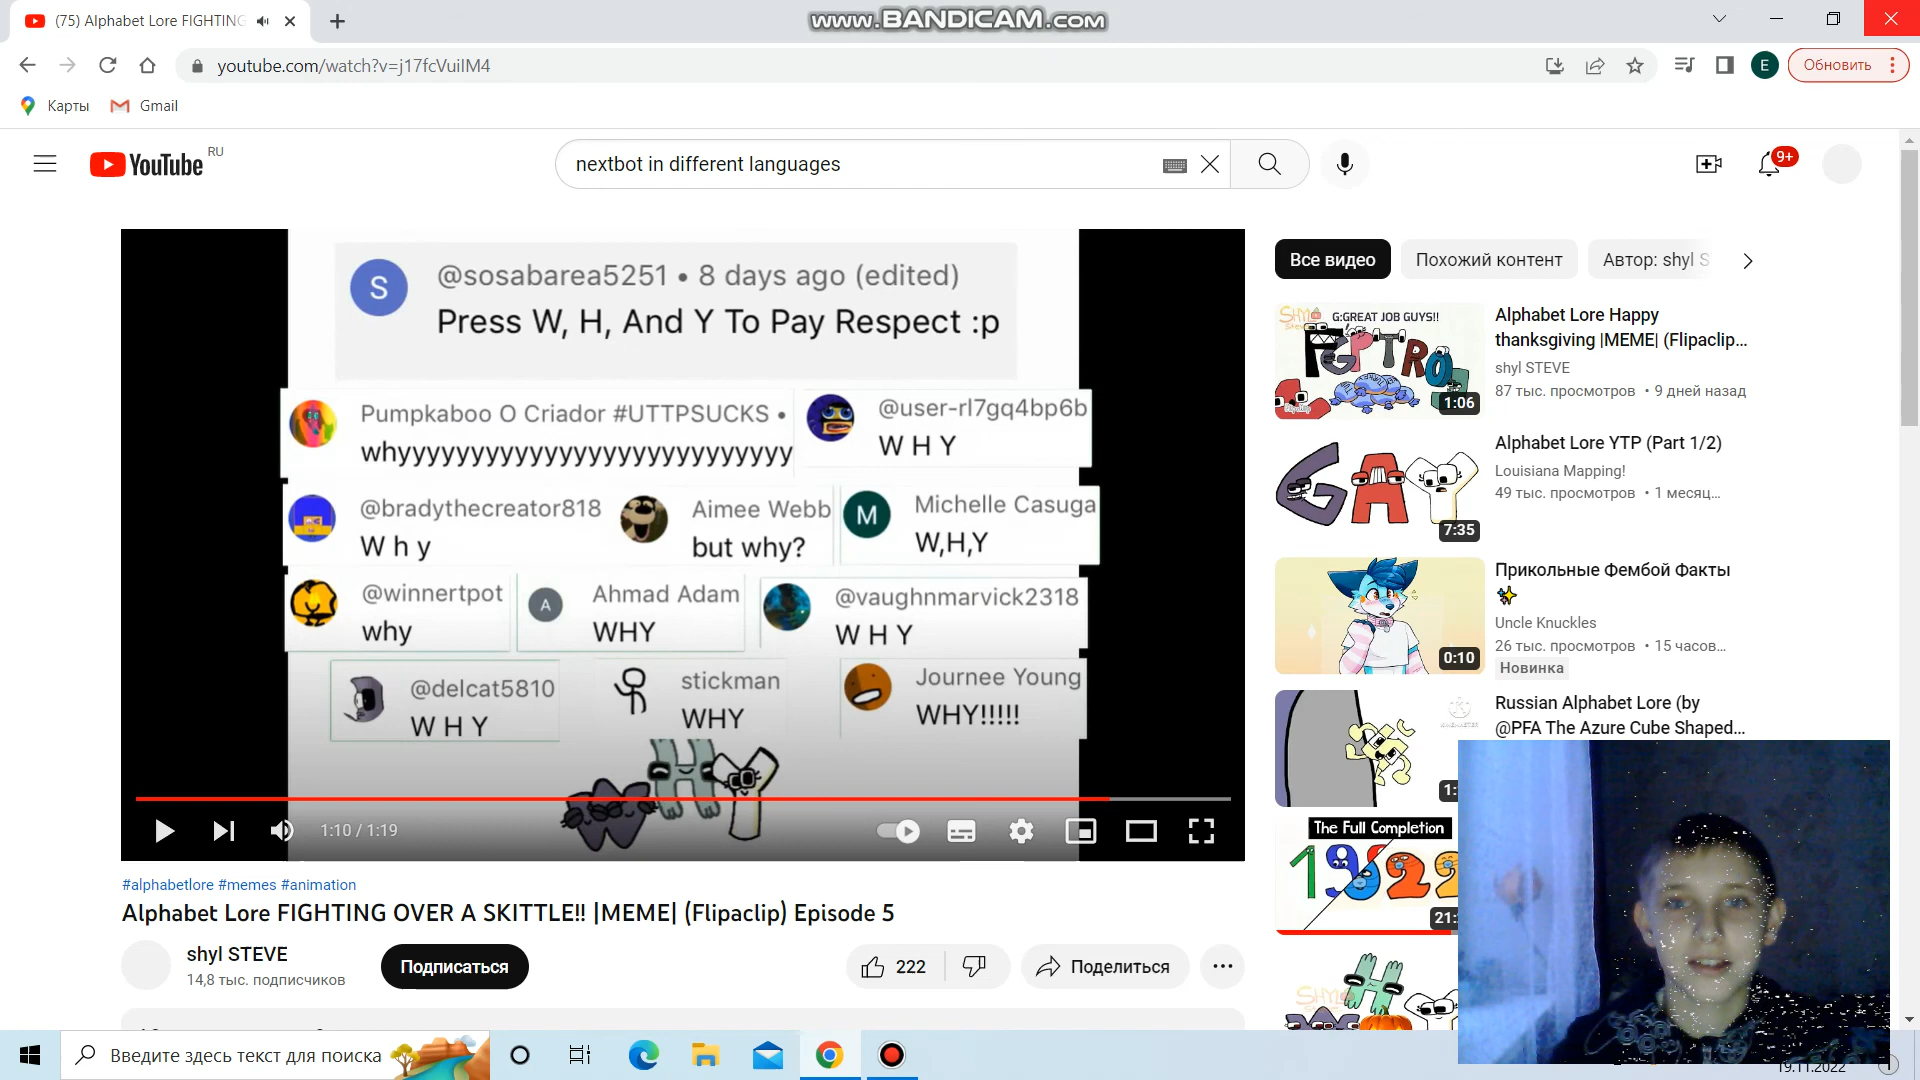 (75) Alphabet Lore FIGHTING
www.BANDICAM.com
youtube.com/watch?v=j17fcVuiIM4
E
Обновить
Карты
Gmail
YouTube RU
nextbot in different languages
9+
S
@sosabarea5251 • 8 days ago (edited)
Press W, H, And Y To Pay Respect :p
Pumpkaboo O Criador #UTTPSUCKS •
whyyyyyyyyyyyyyyyyyyyyyyyyyyy
@user-rl7gq4bp6b
W H Y
@bradythecreator818
W h y
Aimee Webb
but why?
M
Michelle Casuga
W,H,Y
@winnertpot
why
A
Ahmad Adam
WHY
@vaughnmarvick2318
W H Y
@delcat5810
W H Y
stickman
WHY
Journee Young
WHY!!!!!
1:10 / 1:19
#alphabetlore #memes #animation
Alphabet Lore FIGHTING OVER A SKITTLE!! |MEME| (Flipaclip) Episode 5
shyl STEVE
14,8 тыс. подписчиков
Подписаться
222
Поделиться
Все видео
Похожий контент
Автор: shyl S
G:GREAT JOB GUYS!!
1:06
Alphabet Lore Happy
thanksgiving |MEME| (Flipaclip...
shyl STEVE
87 тыс. просмотров • 9 дней назад
GAY
7:35
Alphabet Lore YTP (Part 1/2)
Louisiana Mapping!
49 тыс. просмотров • 1 месяц...
0:10
Прикольные Фембой Факты
✨
Uncle Knuckles
26 тыс. просмотров • 15 часов...
Новинка
Russian Alphabet Lore (by
@PFA The Azure Cube Shaped...
The Full Completion
Введите здесь текст для поиска
19.11.2022